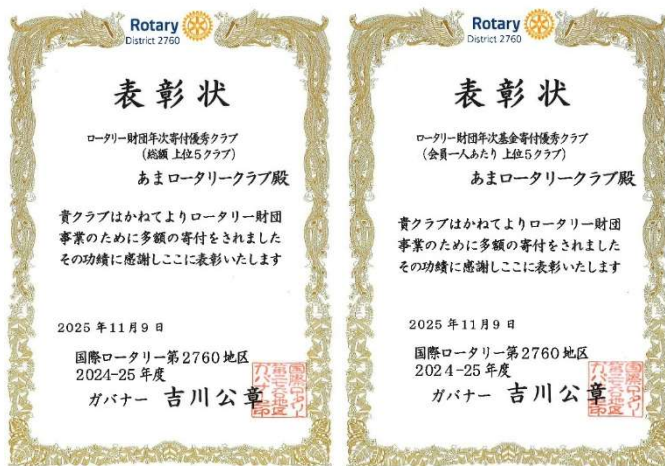 Rotary
District 2760
表彰状
ロータリー財団年次寄付優秀クラブ
(総額 上位5クラブ)
あまロータリークラブ殿
貴クラブはかねてよりロータリー財団
事業のために多額の寄付をされました
その功績に感謝しここに表彰いたします
2025年11月9日
国際ロータリー第2760地区
2024-25年度
ガバナー 吉川公章
Rotary
District 2760
表彰状
ロータリー財団年次基金寄付優秀クラブ
(会員一人あたり 上位5クラブ)
あまロータリークラブ殿
貴クラブはかねてよりロータリー財団
事業のために多額の寄付をされました
その功績に感謝しここに表彰いたします
2025年11月9日
国際ロータリー第2760地区
2024-25年度
ガバナー 吉川公章